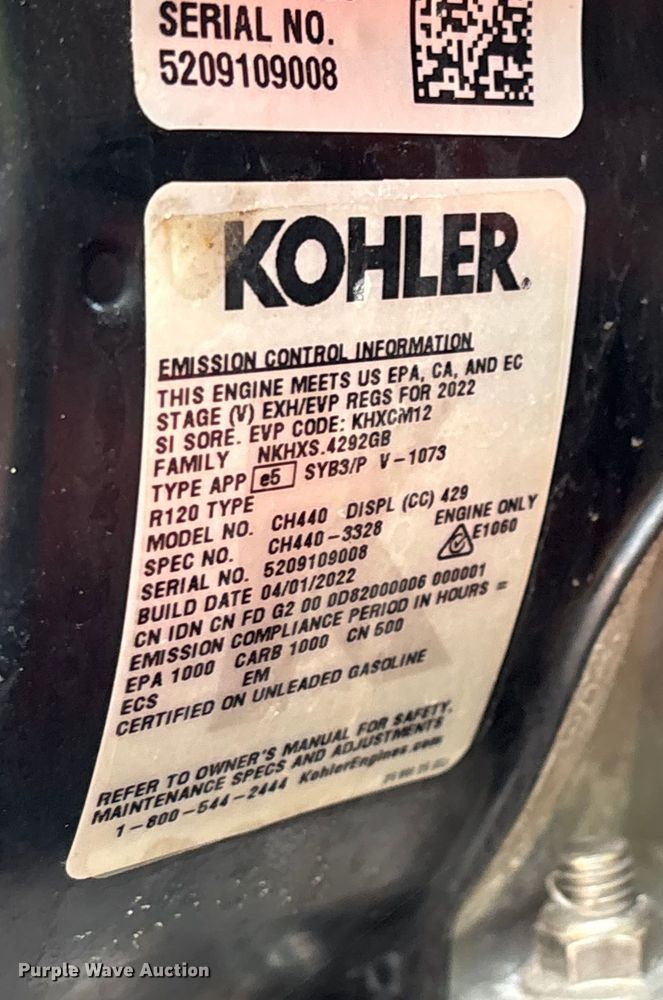 SERIAL NO.
5209109008
KOHLER.
EMISSION CONTROL INFORMATION
THIS ENGINE MEETS US EPA, CA, AND EC
STAGE (V) EXH/EVP REGS FOR 2022
SI SORE. EVP CODE: KHXCM12
FAMILY NKHXS.4292GB
TYPE APP e5 SYB3/P V-1073
R120 TYPE
MODEL NO. CH440 DISPL (CC) 429
SPEC NO. CH440-3328 ENGINE ONLY
SERIAL NO. 5209109008 E1060
BUILD DATE 04/01/2022
CN IDN CN FD G2 00 0D82000006 000001
EMISSION COMPLIANCE PERIOD IN HOURS =
EPA 1000 CARB 1000 CN 500
ECS EM
CERTIFIED ON UNLEADED GASOLINE
REFER TO OWNER'S MANUAL FOR SAFETY,
MAINTENANCE SPECS AND ADJUSTMENTS
1-800-544-2444 KohlerEngines.com
Purple Wave Auction